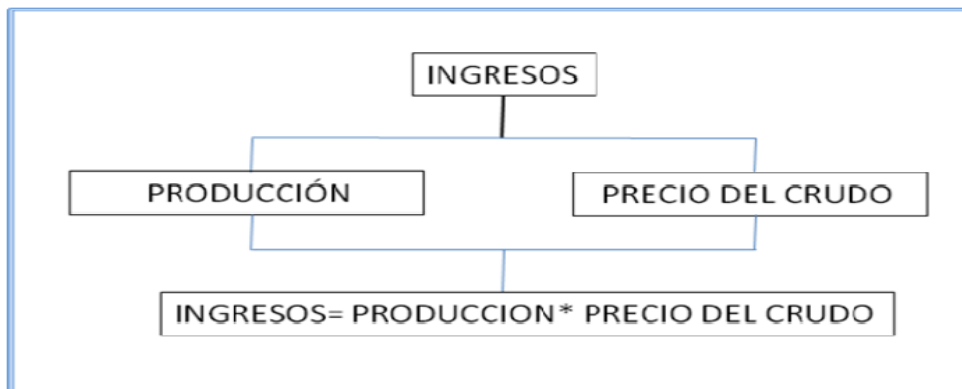 INGRESOS
PRODUCCIÓN
PRECIO DEL CRUDO
INGRESOS= PRODUCCION* PRECIO DEL CRUDO